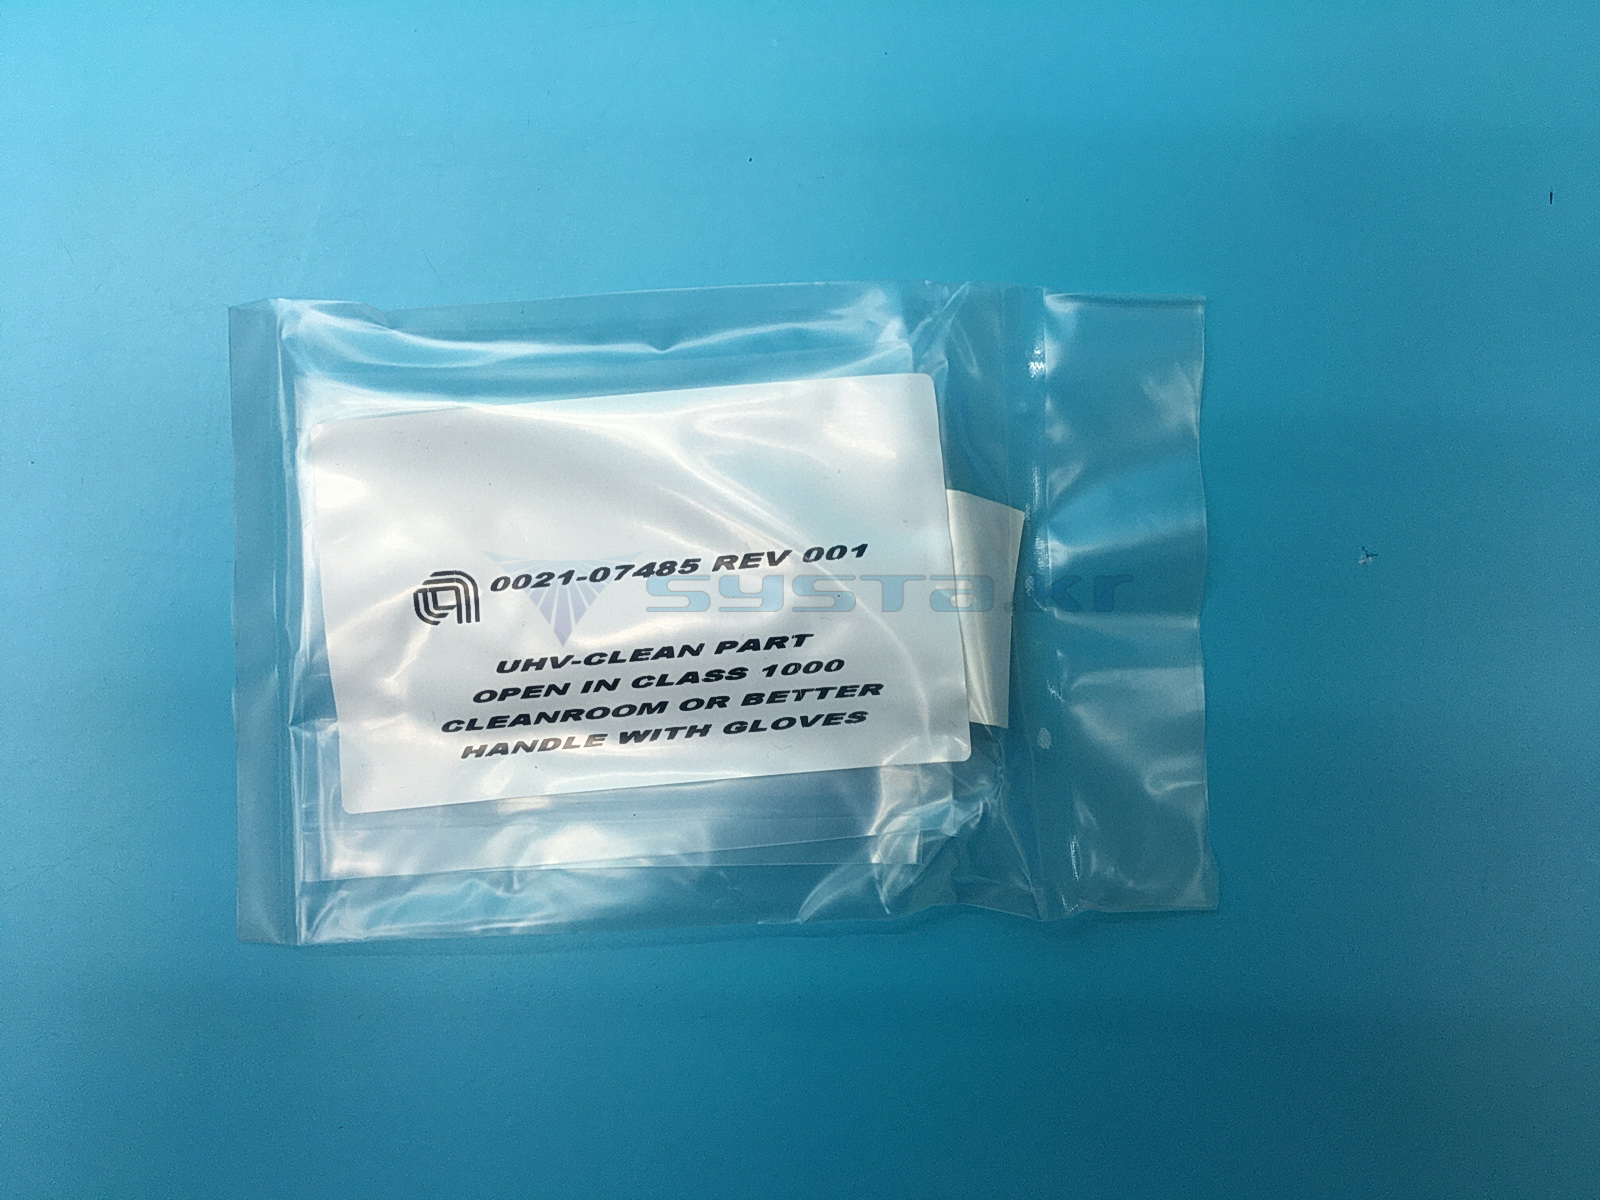 0021-07485 REV 001
systa.kr
UHV-CLEAN PART
OPEN IN CLASS 1000
CLEANROOM OR BETTER
HANDLE WITH GLOVES